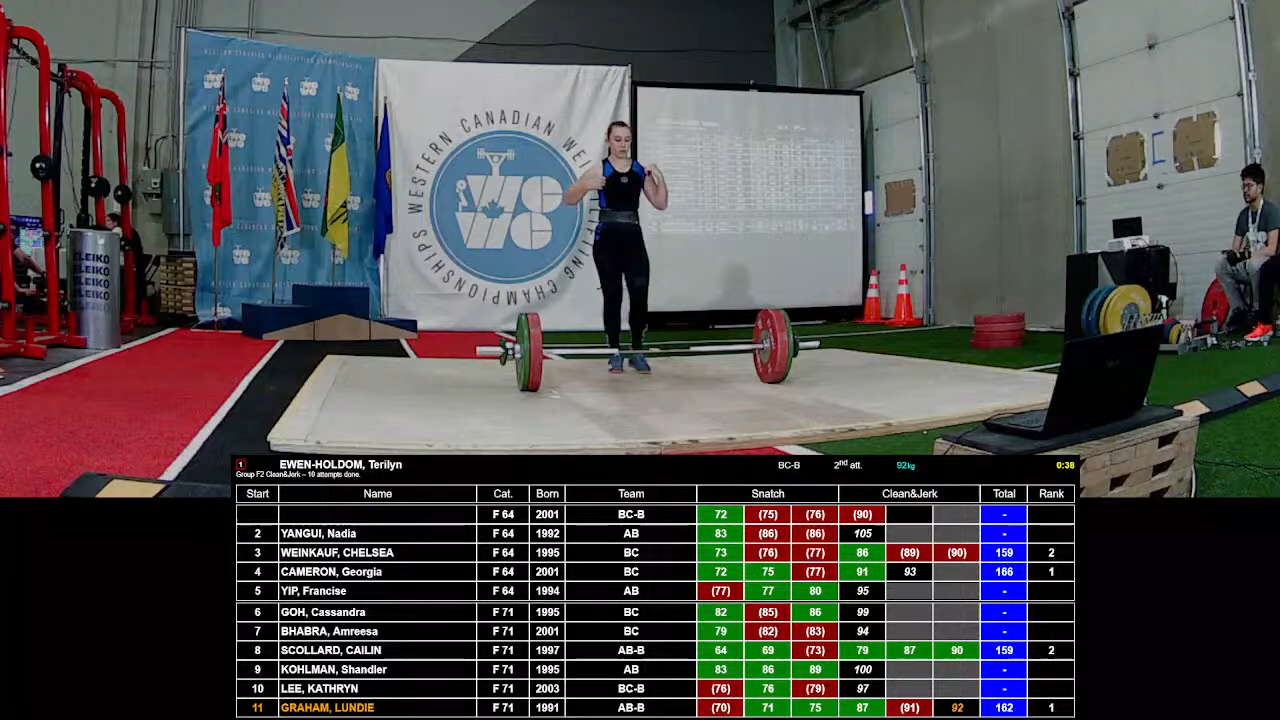 WESTERN CANADIAN WEIGHTLIFTING CHAMPIONSHIPS
WC
WC
ELEIKO
ELEIKO
ELEIKO
ELEIKO
1 EWEN-HOLDOM, Terilyn BC-B 2nd att. 92kg 0:38
Group F2 Clean&Jerk – 10 attempts done.
Start Name Cat. Born Team Snatch Clean&Jerk Total Rank
F 64 2001 BC-B 72 (75) (76) (90) -
2 YANGUI, Nadia F 64 1992 AB 83 (86) (86) 105 -
3 WEINKAUF, CHELSEA F 64 1995 BC 73 (76) (77) 86 (89) (90) 159 2
4 CAMERON, Georgia F 64 2001 BC 72 75 (77) 91 93 166 1
5 YIP, Francise F 64 1994 AB (77) 77 80 95 -
6 GOH, Cassandra F 71 1995 BC 82 (85) 86 99 -
7 BHABRA, Amreesa F 71 2001 BC 79 (82) (83) 94 -
8 SCOLLARD, CAILIN F 71 1997 AB-B 64 69 (73) 79 87 90 159 2
9 KOHLMAN, Shandler F 71 1995 AB 83 86 89 100 -
10 LEE, KATHRYN F 71 2003 BC-B (76) 76 (79) 97 -
11 GRAHAM, LUNDIE F 71 1991 AB-B (70) 71 75 87 (91) 92 162 1